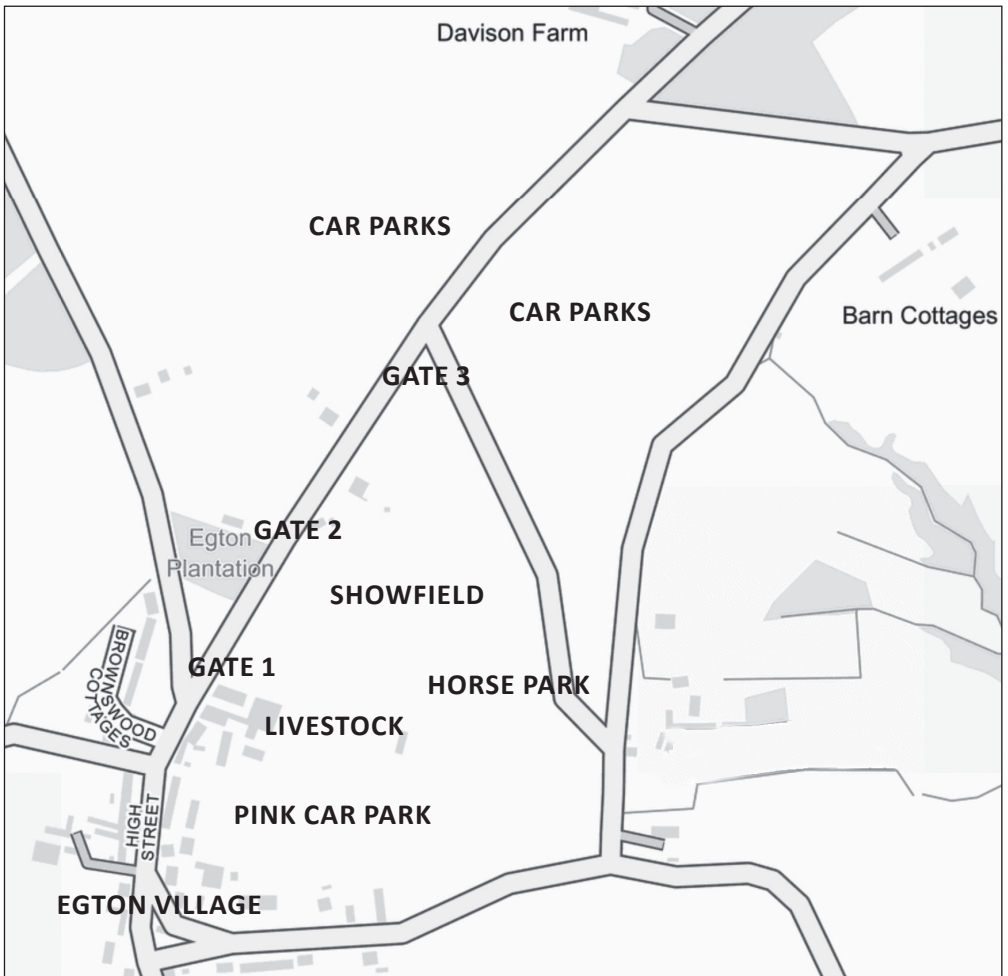 Davison Farm
CAR PARKS
CAR PARKS
Barn Cottages
GATE 3
GATE 2
Egton
Plantation
SHOWFIELD
GATE 1
HORSE PARK
BROWNSWOOD
COTTAGES
LIVESTOCK
PINK CAR PARK
HIGH
STREET
EGTON VILLAGE